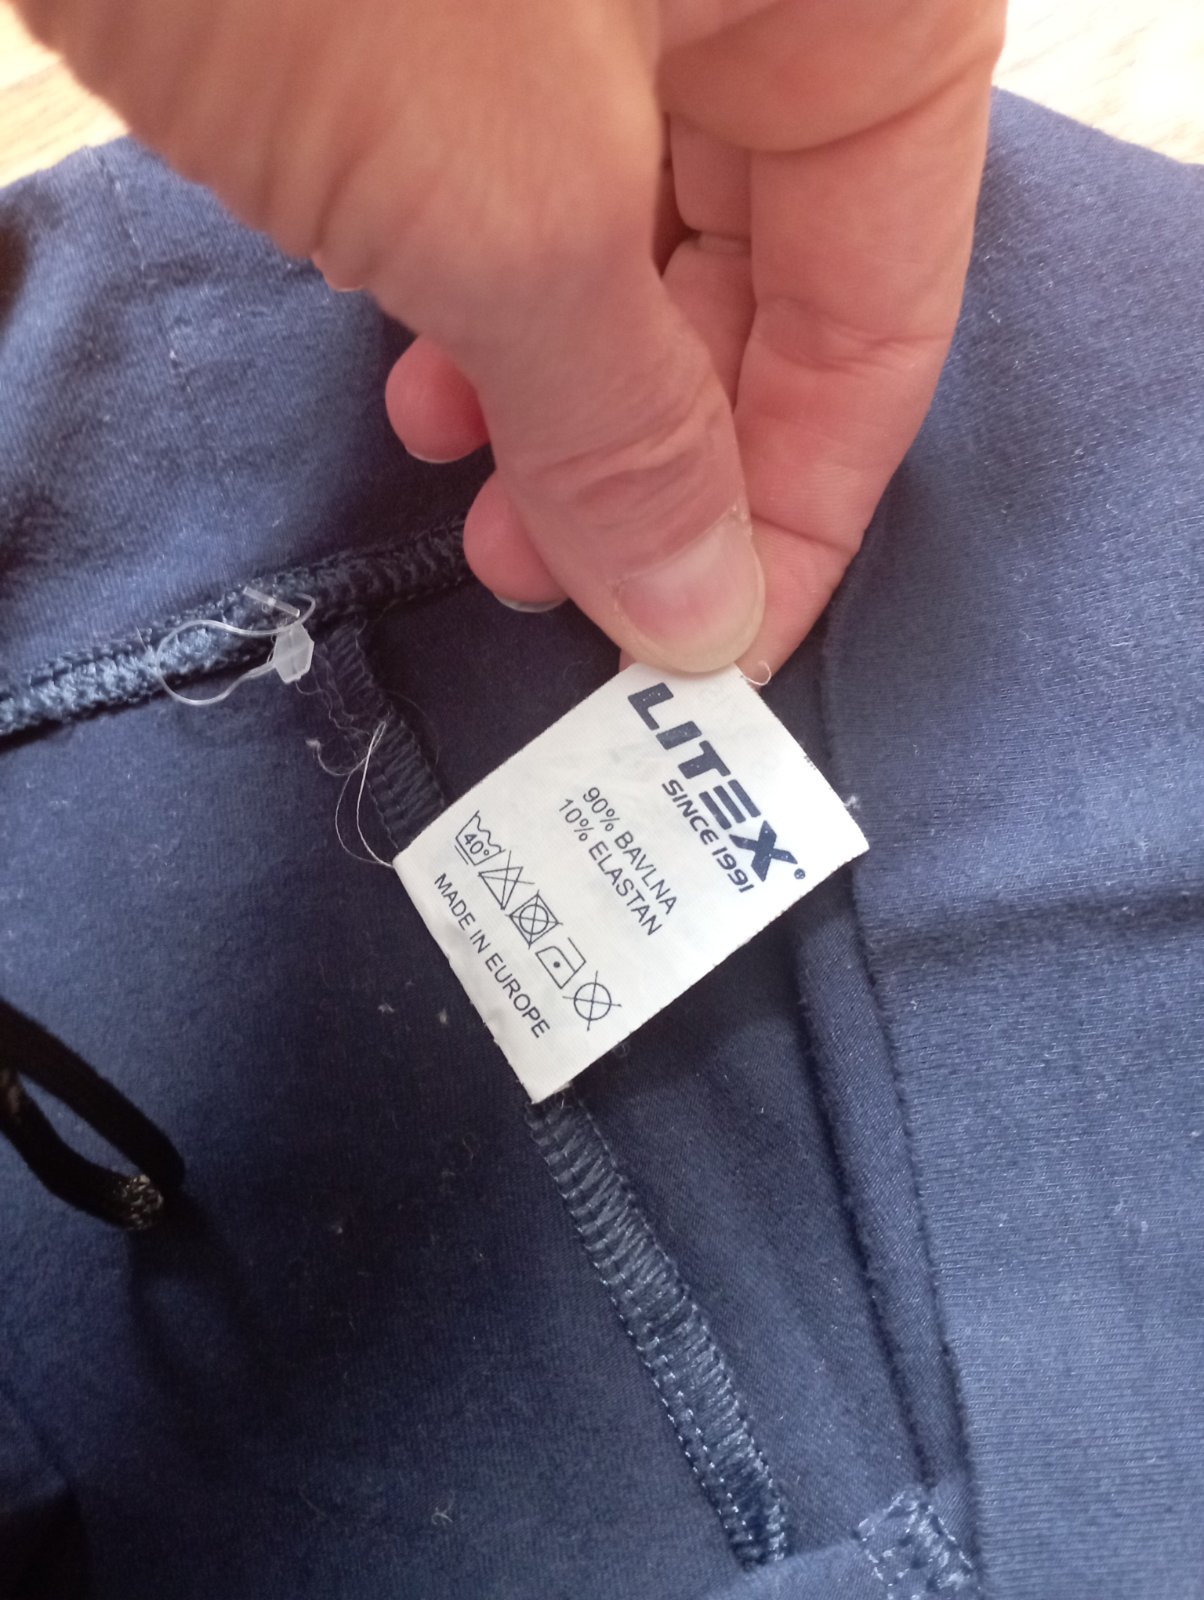 LITEX®
SINCE 1991
90% BAVLNA
10% ELASTAN
40°
MADE IN EUROPE